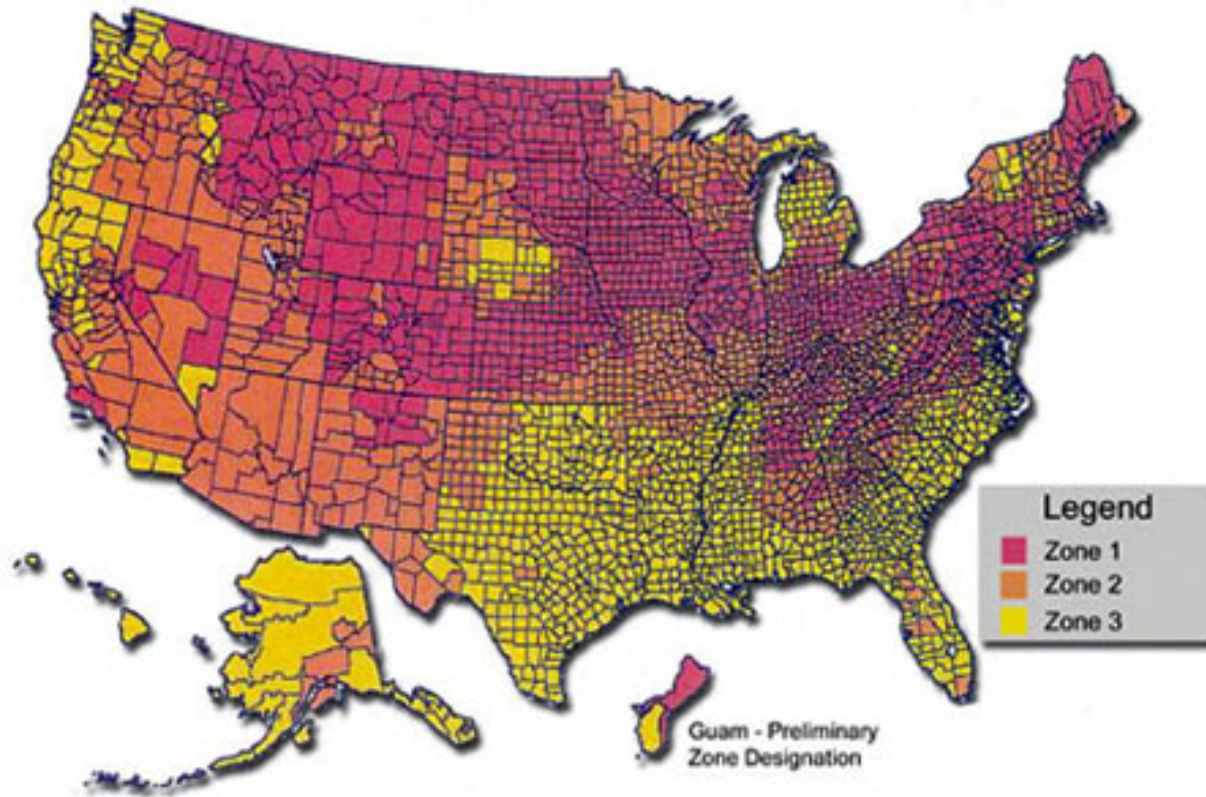 Legend
Zone 1
Zone 2
Zone 3
Guam - Preliminary
Zone Designation